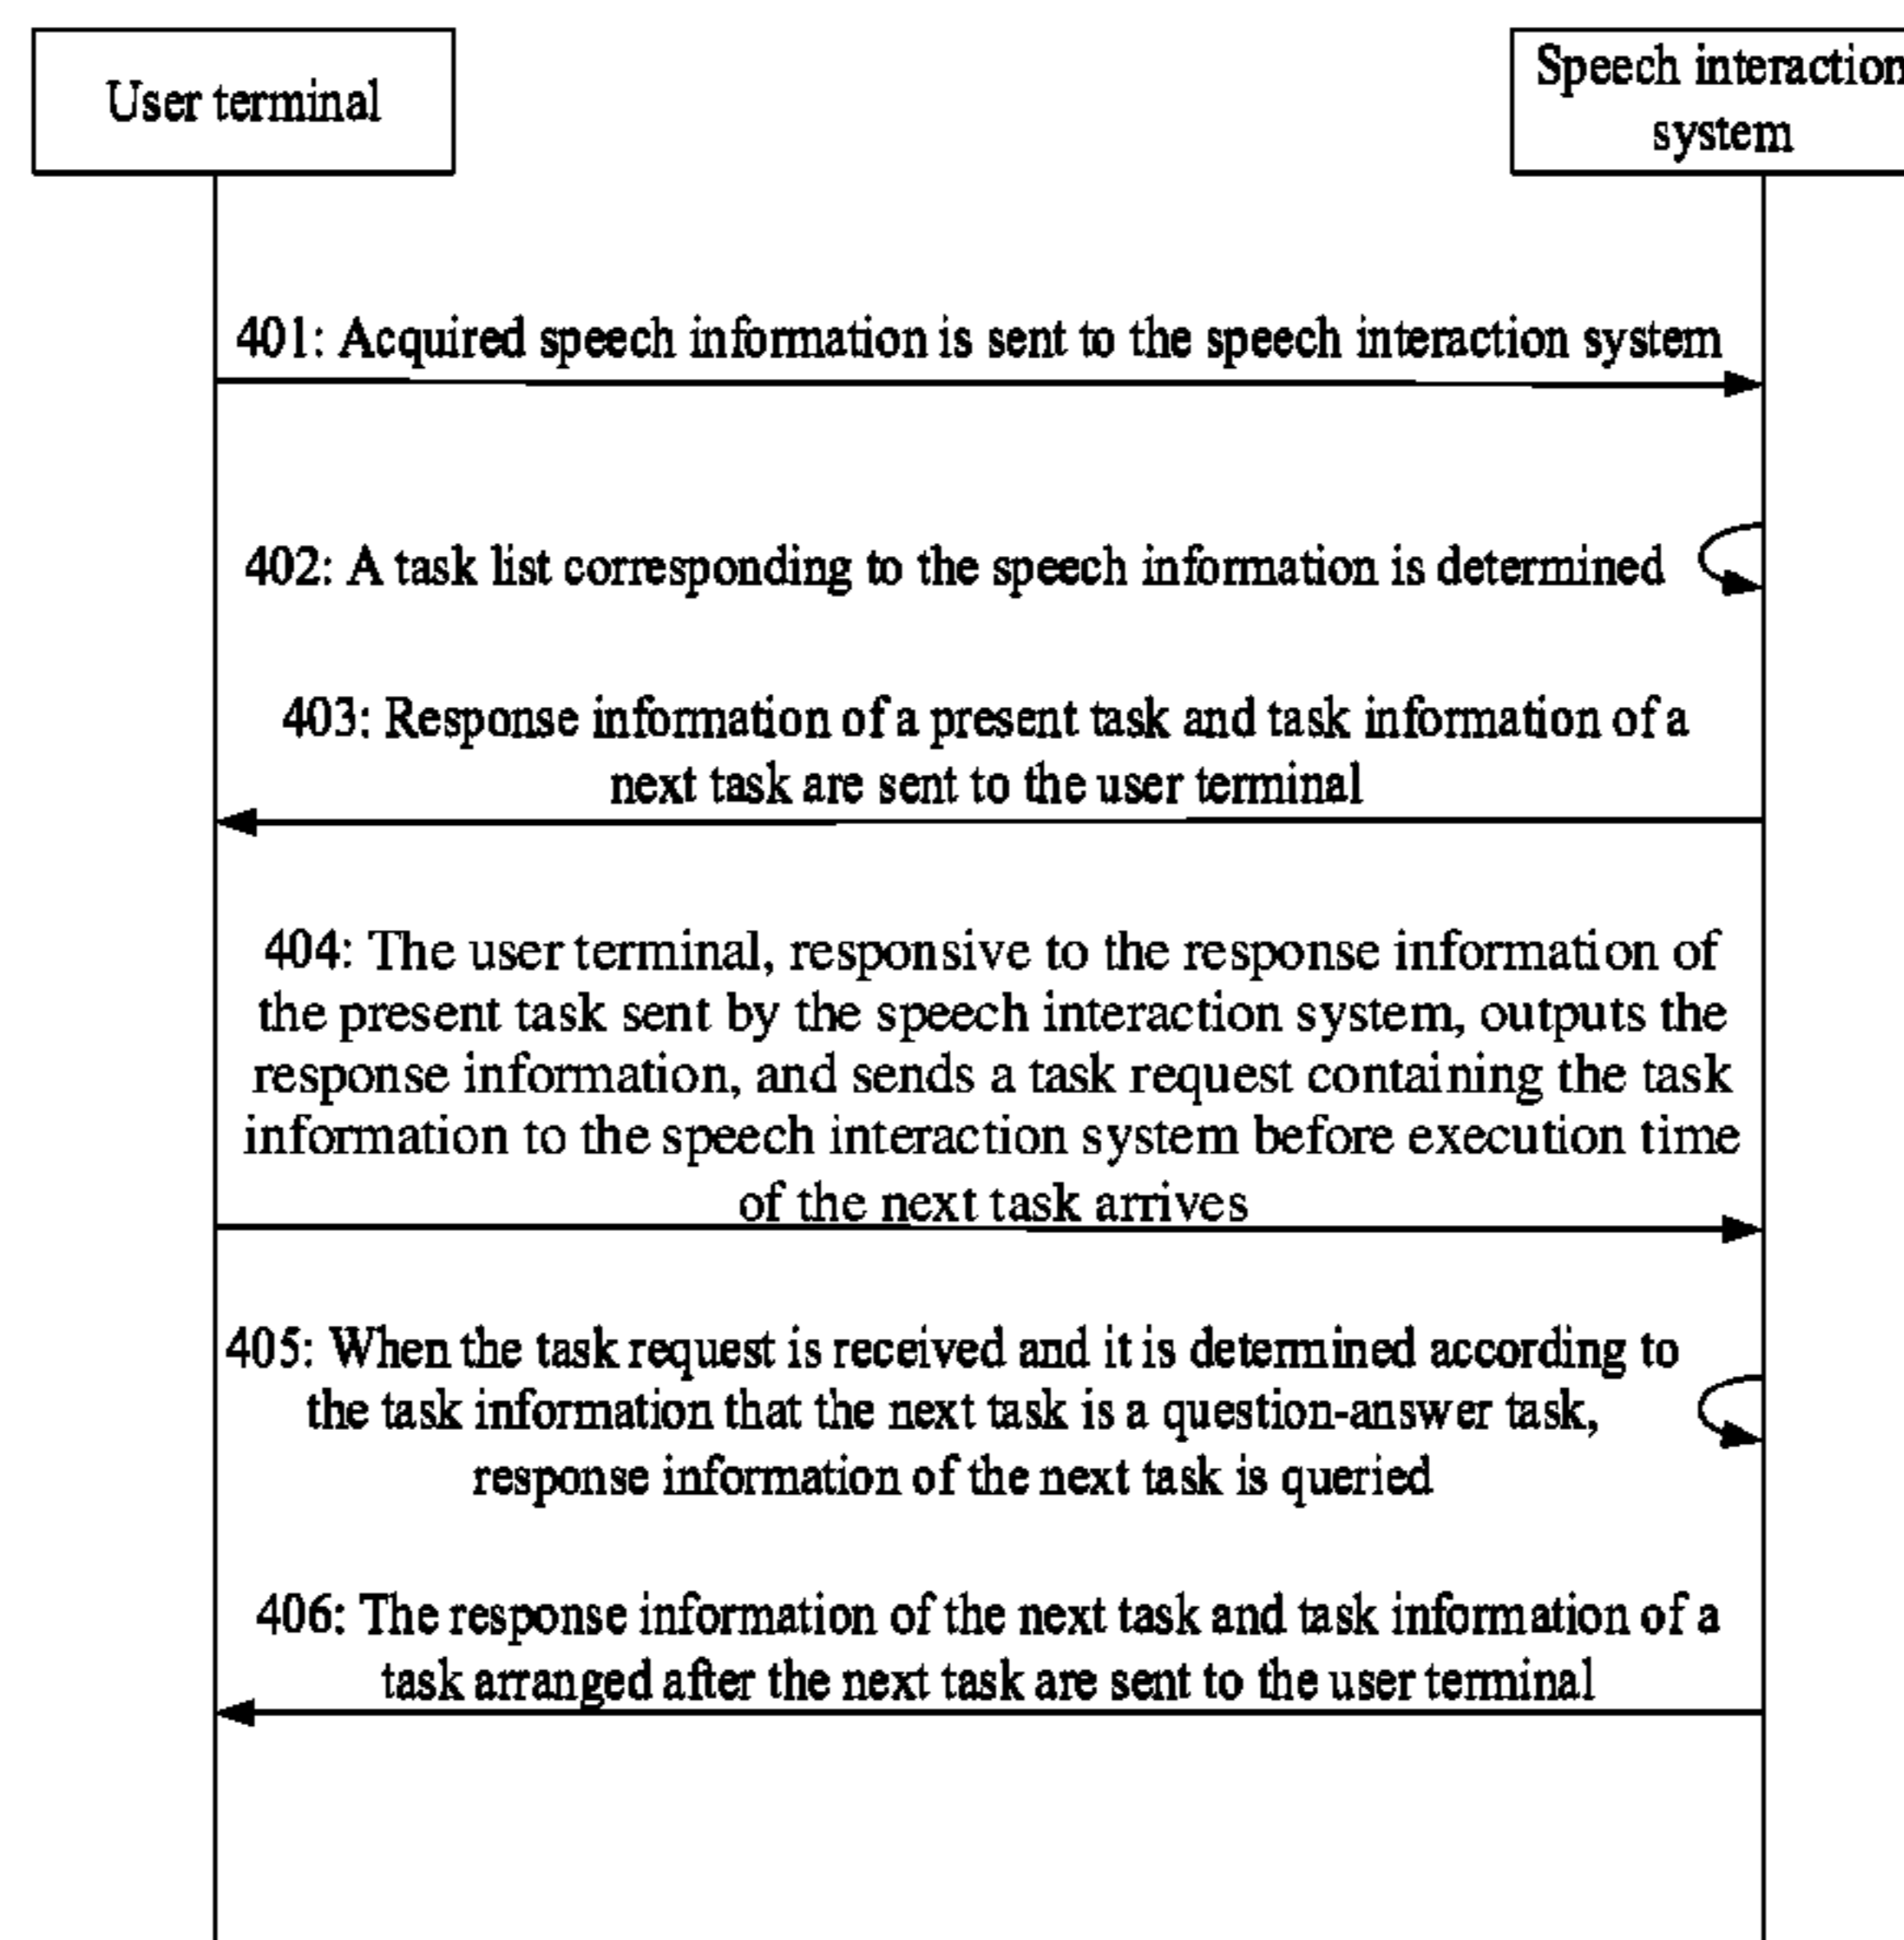 User terminal
Speech interaction
system
401: Acquired speech information is sent to the speech interaction system
402: A task list corresponding to the speech information is determined
403: Response information of a present task and task information of a
next task are sent to the user terminal
404: The user terminal, responsive to the response information of
the present task sent by the speech interaction system, outputs the
response information, and sends a task request containing the task
information to the speech interaction system before execution time
of the next task arrives
405: When the task request is received and it is determined according to
the task information that the next task is a question-answer task,
response information of the next task is queried
406: The response information of the next task and task information of a
task arranged after the next task are sent to the user terminal